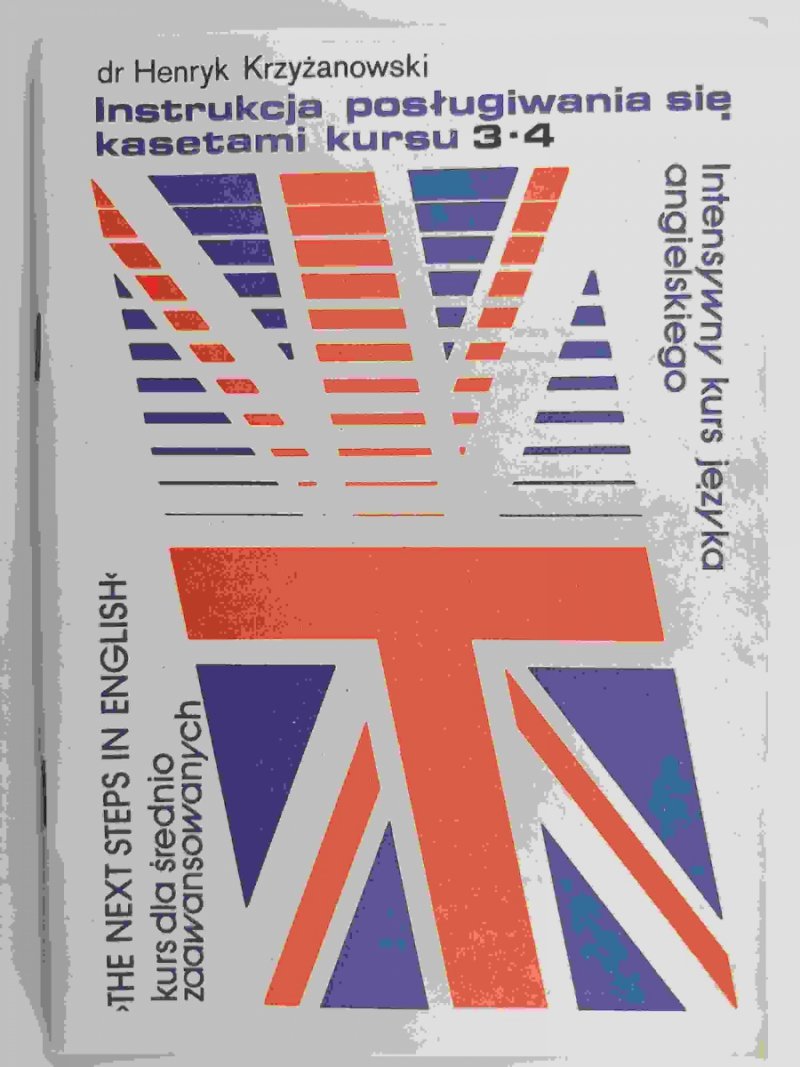 dr Henryk Krzyżanowski
Instrukcja posługiwania się
kasetami kursu 3·4
Intensywny kurs języka
angielskiego
›THE NEXT STEPS IN ENGLISH‹
kurs dla średnio
zaawansowanych